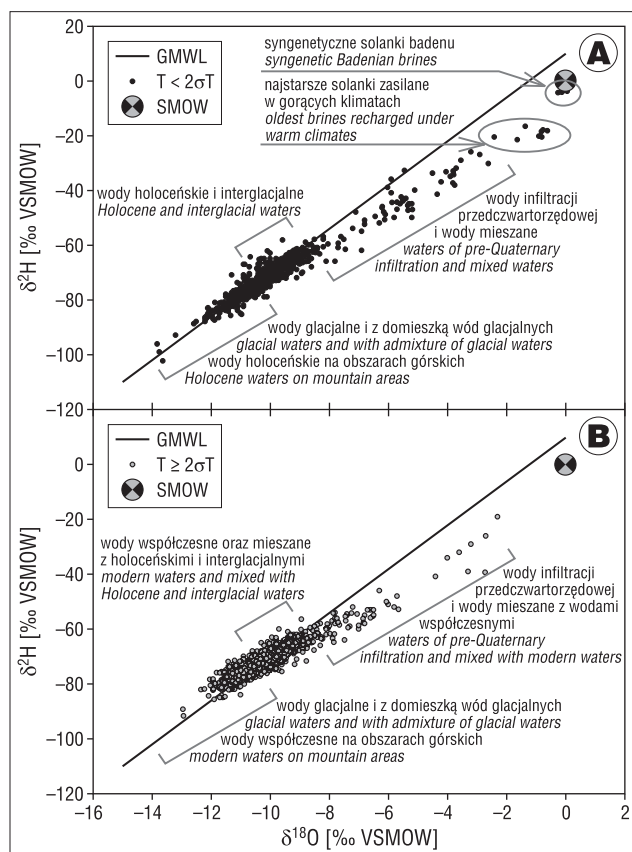 20
0
−20
−40
−60
−80
−100
−120
δ²H [‰ VSMOW]
GMWL
T < 2σT
SMOW
A
syngenetyczne solanki badenu
syngenetic Badenian brines
najstarsze solanki zasilane
w gorących klimatach
oldest brines recharged under
warm climates
wody holoceńskie i interglacjalne
Holocene and interglacial waters
wody infiltracji
przedczwartorzędowej
i wody mieszane
waters of pre-Quaternary
infiltration and mixed waters
wody glacjalne i z domieszką wód glacjalnych
glacial waters and with admixture of glacial waters
wody holoceńskie na obszarach górskich
Holocene waters on mountain areas
0
−20
−40
−60
−80
−100
−120
δ²H [‰ VSMOW]
GMWL
T ≥ 2σT
SMOW
B
wody współczesne oraz mieszane
z holoceńskimi i interglacjalnymi
modern waters and mixed with
Holocene and interglacial waters
wody infiltracji
przedczwartorzędowej
i wody mieszane z wodami
współczesnymi
waters of pre-Quaternary
infiltration and mixed with modern waters
wody glacjalne i z domieszką wód glacjalnych
glacial waters and with admixture of glacial waters
wody współczesne na obszarach górskich
modern waters on mountain areas
−16 −14 −12 −10 −8 −6 −4 −2 0 2
δ¹⁸O [‰ VSMOW]